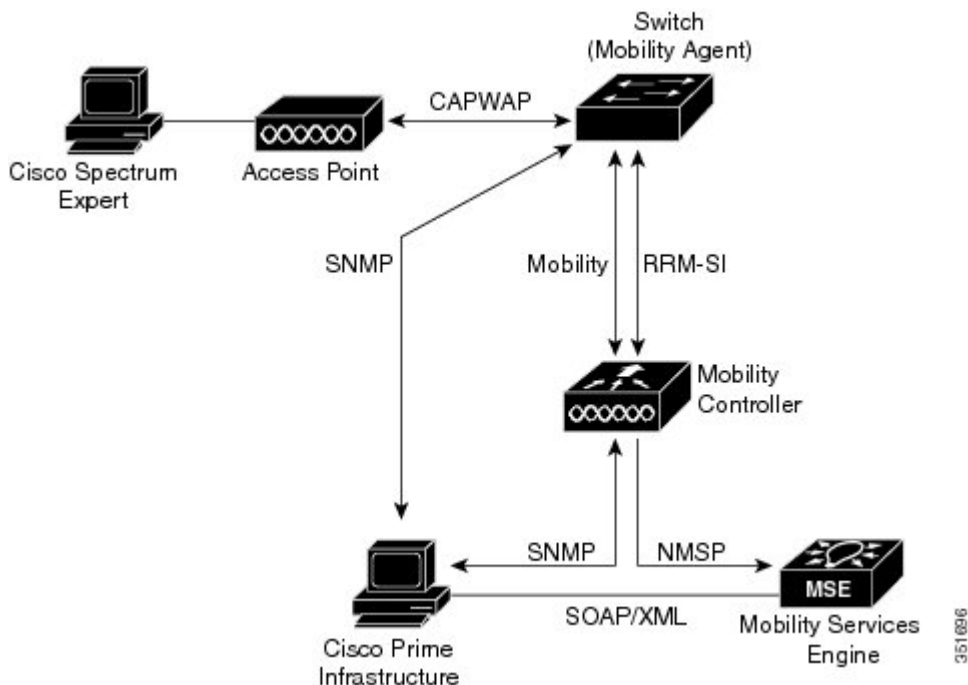 Switch
(Mobility Agent)
CAPWAP
Cisco Spectrum
Expert
Access Point
SNMP
Mobility
RRM-SI
Mobility
Controller
SNMP
NMSP
MSE
SOAP/XML
Cisco Prime
Infrastructure
Mobility Services
Engine
351696